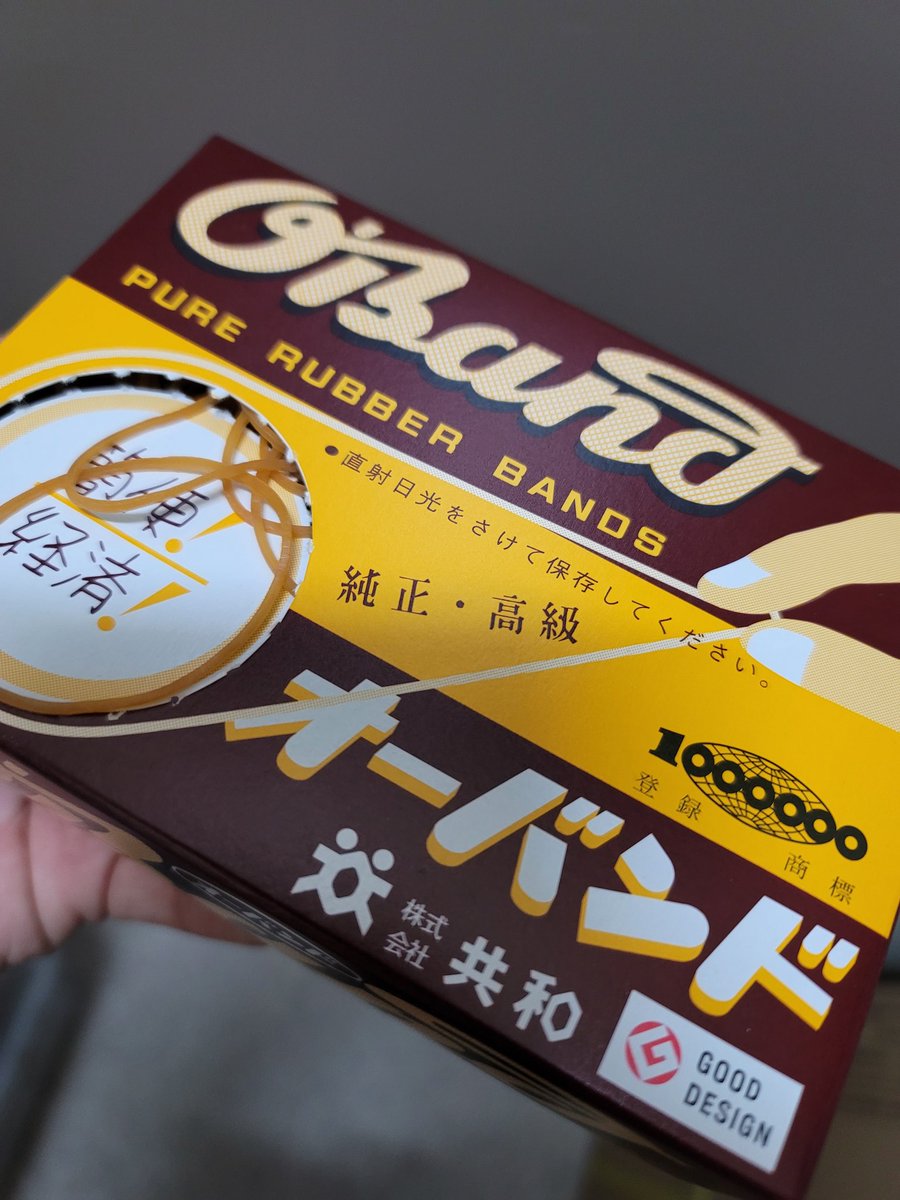 O'Band
PURE RUBBER BANDS
●直射日光をさけて保存してください。
簡便!
経済!
純正・高級
1000000
登録商標
オーバンド
株式会社 共和
GOOD
DESIGN